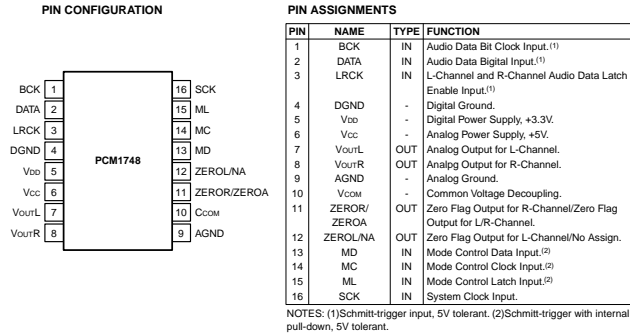 PIN CONFIGURATION
BCK 1
DATA 2
LRCK 3
DGND 4
VDD 5
VCC 6
VOUTL 7
VOUTR 8
PCM1748
16 SCK
15 ML
14 MC
13 MD
12 ZEROL/NA
11 ZEROR/ZEROA
10 CCOM
9 AGND
PIN ASSIGNMENTS
PIN NAME TYPE FUNCTION
1 BCK IN Audio Data Bit Clock Input.(1)
2 DATA IN Audio Data Bigital Input.(1)
3 LRCK IN L-Channel and R-Channel Audio Data Latch
Enable Input.(1)
4 DGND - Digital Ground.
5 VDD - Digital Power Supply, +3.3V.
6 VCC - Analog Power Supply, +5V.
7 VOUTL OUT Analog Output for L-Channel.
8 VOUTR OUT Analpg Output for R-Channel.
9 AGND - Analog Ground.
10 VCOM - Common Voltage Decoupling.
11 ZEROR/ OUT Zero Flag Output for R-Channel/Zero Flag
ZEROA Output for L/R-Channel.
12 ZEROL/NA OUT Zero Flag Output for L-Channel/No Assign.
13 MD IN Mode Control Data Input.(2)
14 MC IN Mode Control Clock Input.(2)
15 ML IN Mode Control Latch Input.(2)
16 SCK IN System Clock Input.
NOTES: (1)Schmitt-trigger input, 5V tolerant. (2)Schmitt-trigger with internal
pull-down, 5V tolerant.